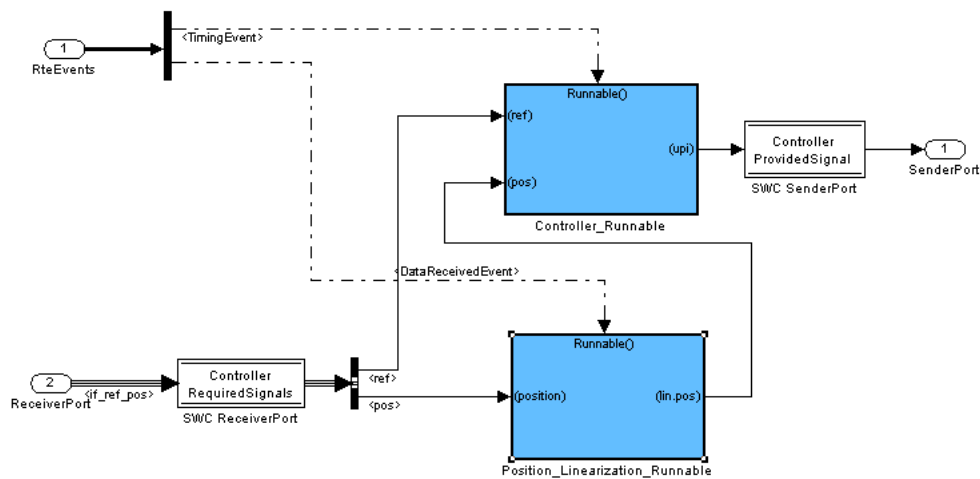 1
RteEvents
<TimingEvent>
Runnable()
(ref)
(pos)
(upi)
Controller_Runnable
Controller
ProvidedSignal
SWC SenderPort
1
SenderPort
<DataReceivedEvent>
2
ReceiverPort
<if_ref_pos>
Controller
RequiredSignals
SWC ReceiverPort
<ref>
<pos>
Runnable()
(position)
(lin.pos)
Position_Linearization_Runnable